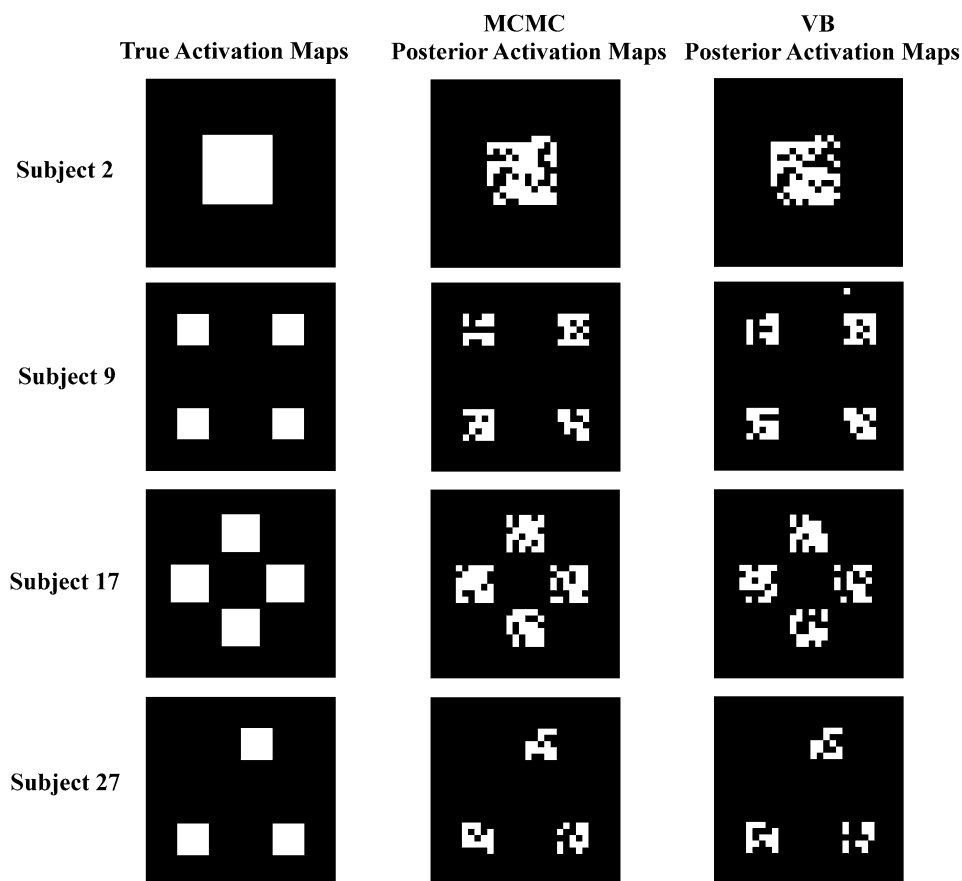 True Activation Maps
MCMC
Posterior Activation Maps
VB
Posterior Activation Maps
Subject 2
Subject 9
Subject 17
Subject 27